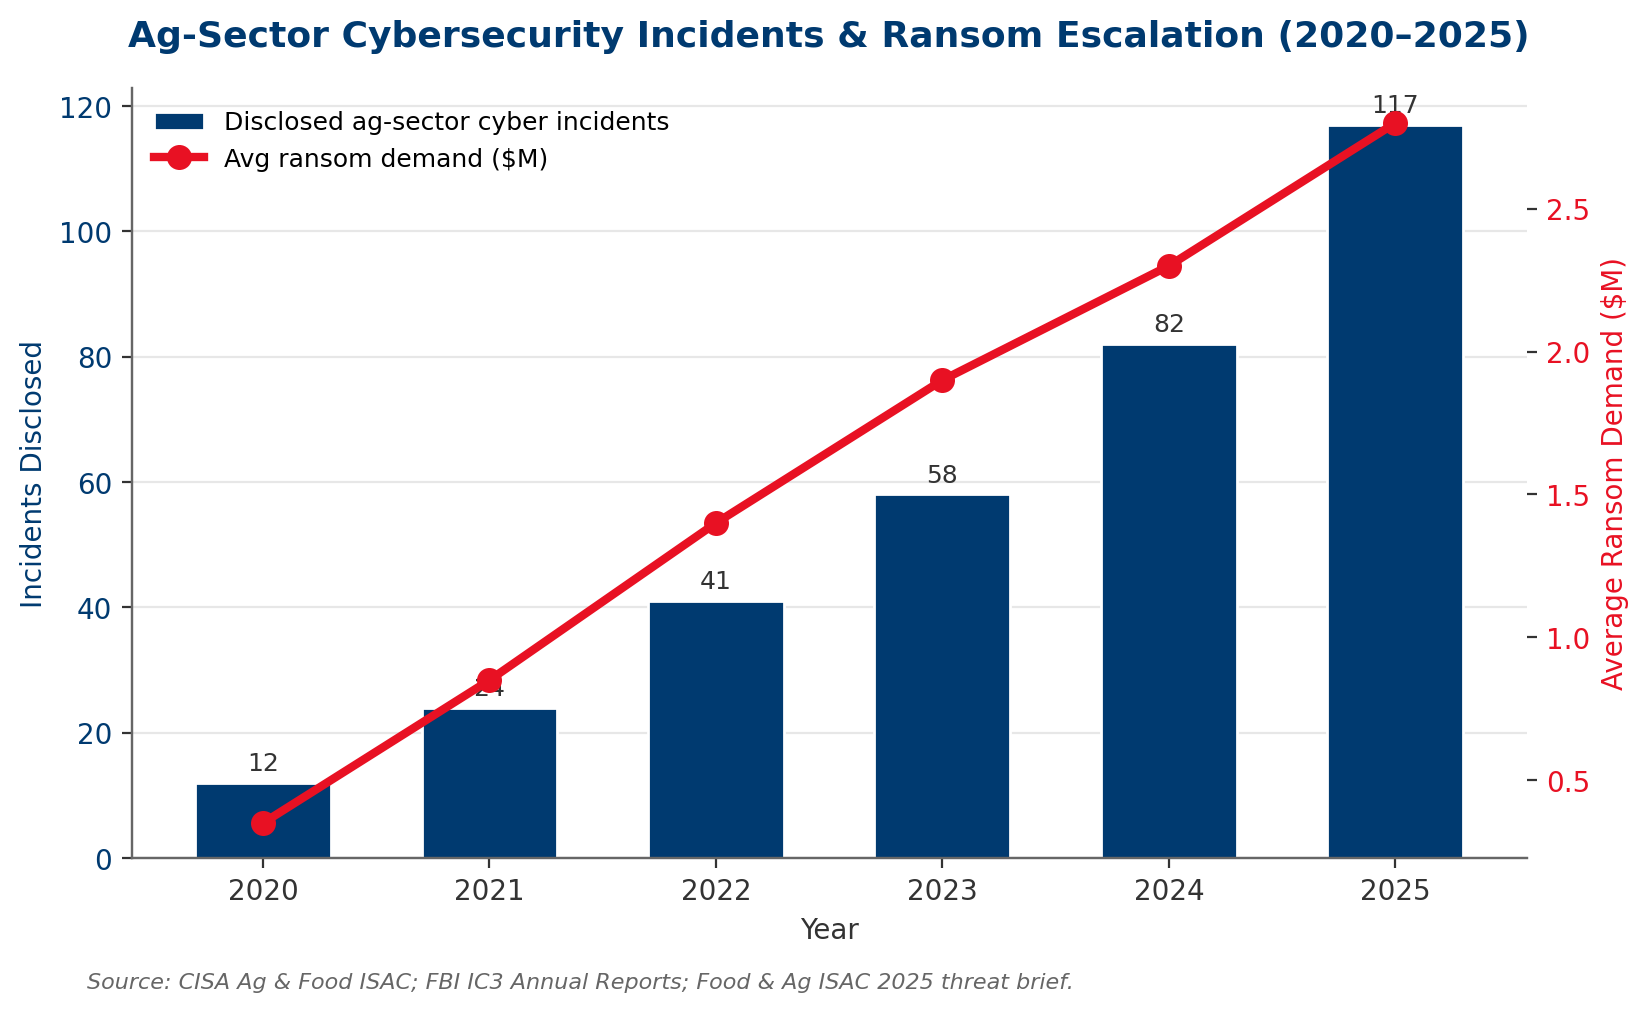 Ag-Sector Cybersecurity Incidents & Ransom Escalation (2020–2025)
Disclosed ag-sector cyber incidents
Avg ransom demand ($M)
Incidents Disclosed
120
100
80
60
40
20
0
12
24
41
58
82
117
2.5
2.0
1.5
1.0
0.5
Average Ransom Demand ($M)
2020 2021 2022 2023 2024 2025
Year
Source: CISA Ag & Food ISAC; FBI IC3 Annual Reports; Food & Ag ISAC 2025 threat brief.